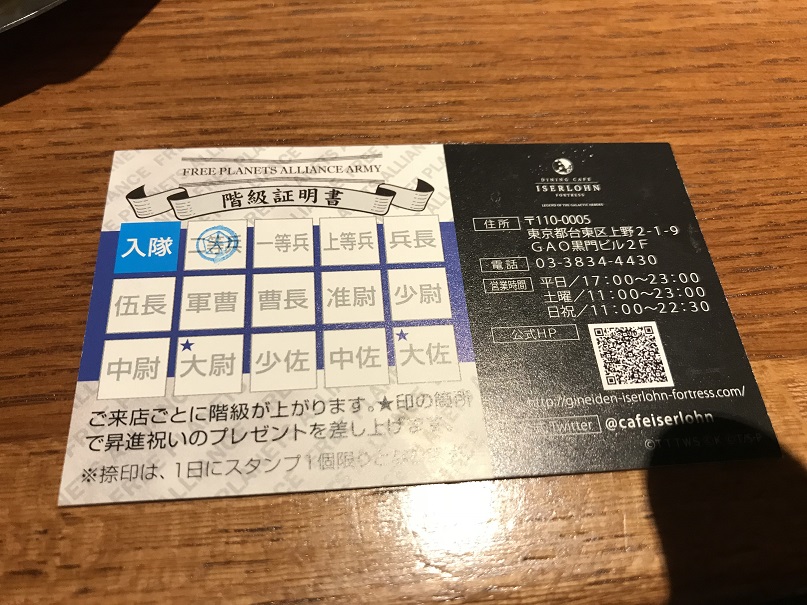 FREE PLANETS ALLIANCE ARMY
階級証明書
入隊 二等兵 一等兵 上等兵 兵長
伍長 軍曹 曹長 准尉 少尉
中尉 ★大尉 少佐 中佐 ★大佐
ご来店ごとに階級が上がります。★印の箇所
で昇進祝いのプレゼントを差し上げます
※捺印は、1日にスタンプ1個限り
DINING CAFE
ISERLOHN
FORTRESS
LEGEND OF THE GALACTIC HEROES
住所 〒110-0005
東京都台東区上野2-1-9
GAO黒門ビル2F
電話 03-3834-4430
営業時間 平日/17:00~23:00
土曜/11:00~23:00
日祝/11:00~22:30
公式HP
http://gineiden-iserlohn-fortress.com/
Twitter @cafeiserlohn